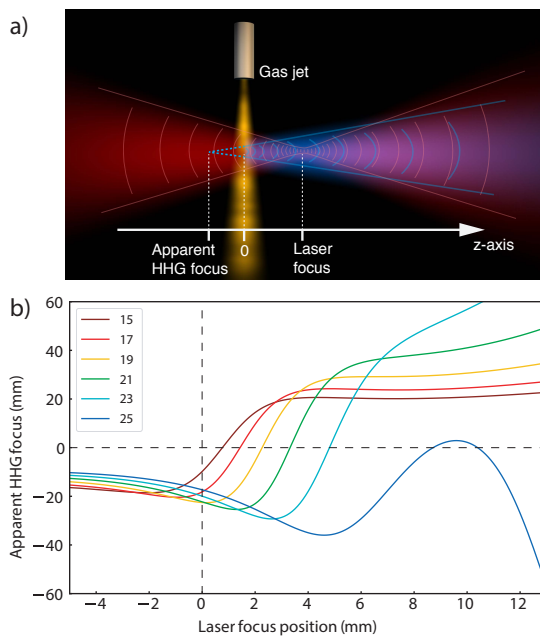 a)
Gas jet
Apparent
HHG focus
0
Laser
focus
z-axis
b)
60
40
20
0
−20
−40
−60
15
17
19
21
23
25
Apparent HHG focus (mm)
−4
−2
0
2
4
6
8
10
12
Laser focus position (mm)